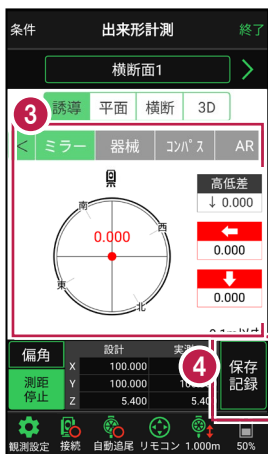 条件 出来形計測 終了
横断面1 >
3 誘導 平面 横断 3D
< ミラー 器械 コンパス AR
高低差
↓ 0.000
南
西
0.000
0.000
東
北
0.000
偏角 設計
測距停止 X 100.000
Y 100.000
Z 5.400 5.40
4 保存記録
観測設定 接続 自動追尾 リモコン 1.000m 50%